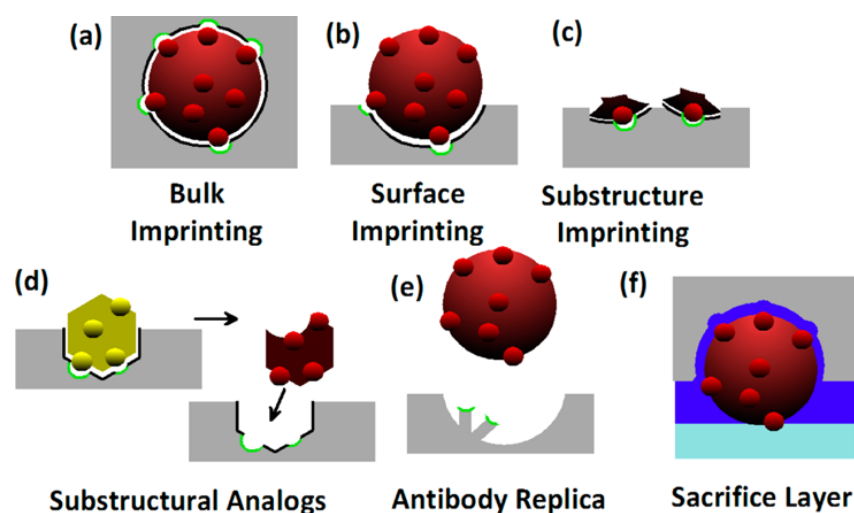 (a)
(b)
(c)
Bulk
Imprinting
Surface
Imprinting
Substructure
Imprinting
(d)
(e)
(f)
Substructural Analogs
Antibody Replica
Sacrifice Layer